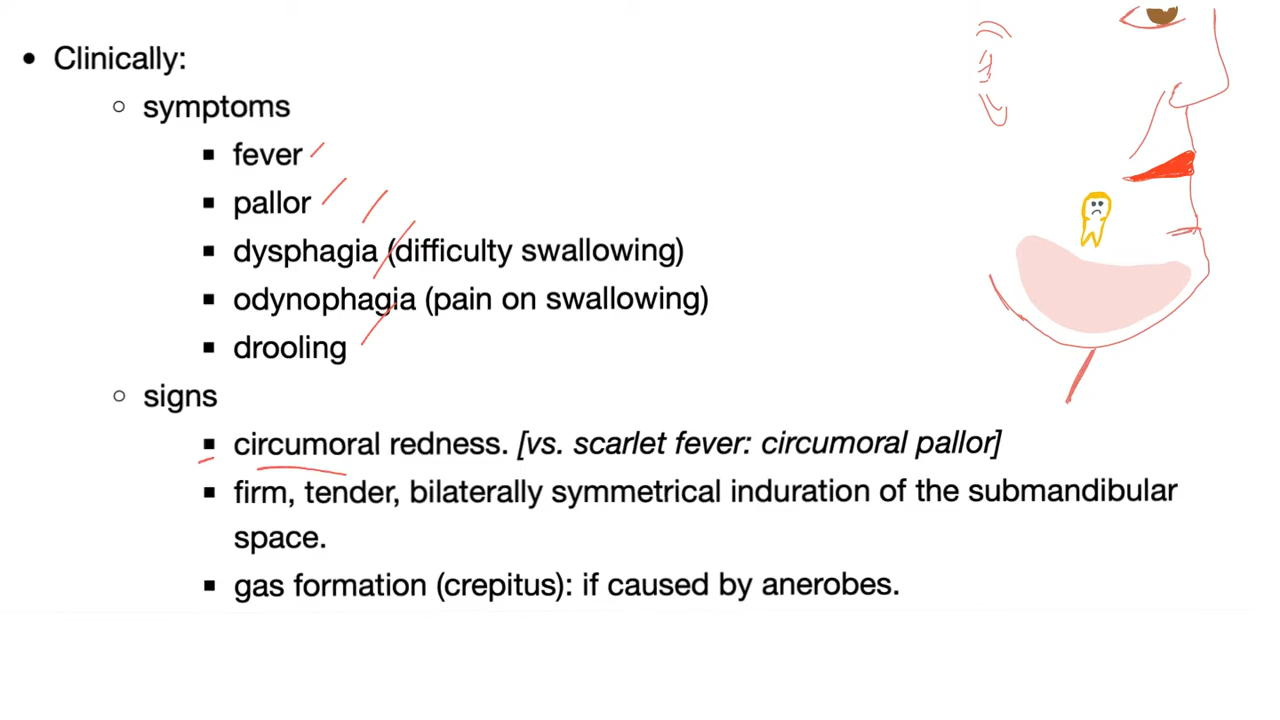 Clinically:
symptoms
fever
pallor
dysphagia (difficulty swallowing)
odynophagia (pain on swallowing)
drooling
signs
circumoral redness. [vs. scarlet fever: circumoral pallor]
firm, tender, bilaterally symmetrical induration of the submandibular
space.
gas formation (crepitus): if caused by anerobes.